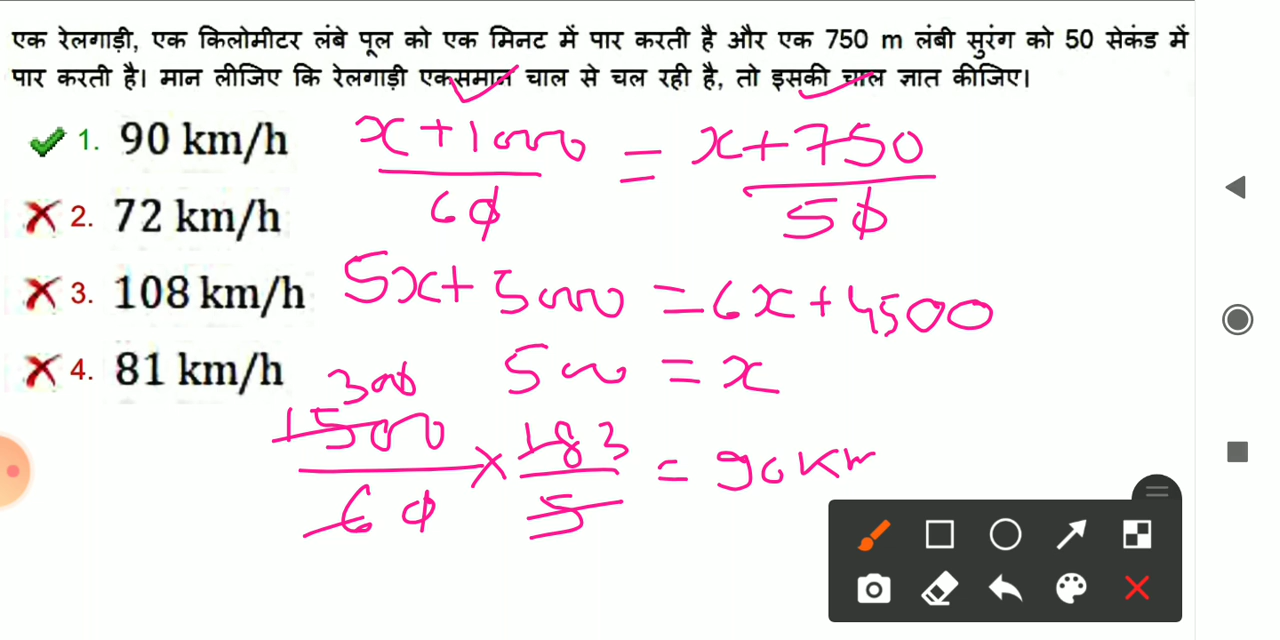 एक रेलगाड़ी, एक किलोमीटर लंबे पूल को एक मिनट में पार करती है और एक 750 m लंबी सुरंग को 50 सेकंड में
पार करती है। मान लीजिए कि रेलगाड़ी एकसमान चाल से चल रही है, तो इसकी चाल ज्ञात कीजिए।
1. 90 km/h
2. 72 km/h
3. 108 km/h
4. 81 km/h
x+1000/60 = x+750/50
5x+5000 = 6x+4500
500 = x
300
1500/60 × 18 3/5 = 90 Km